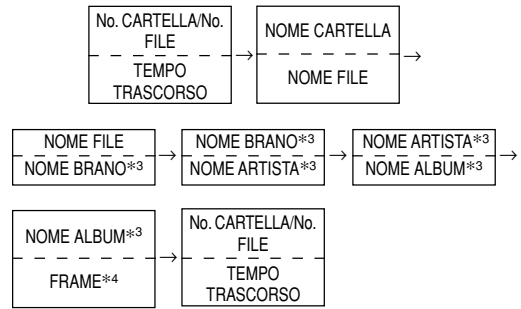 No. CARTELLA/No.
FILE
TEMPO
TRASCORSO
NOME CARTELLA
NOME FILE
NOME FILE
NOME BRANO*3
NOME BRANO*3
NOME ARTISTA*3
NOME ARTISTA*3
NOME ALBUM*3
NOME ALBUM*3
FRAME*4
No. CARTELLA/No.
FILE
TEMPO
TRASCORSO